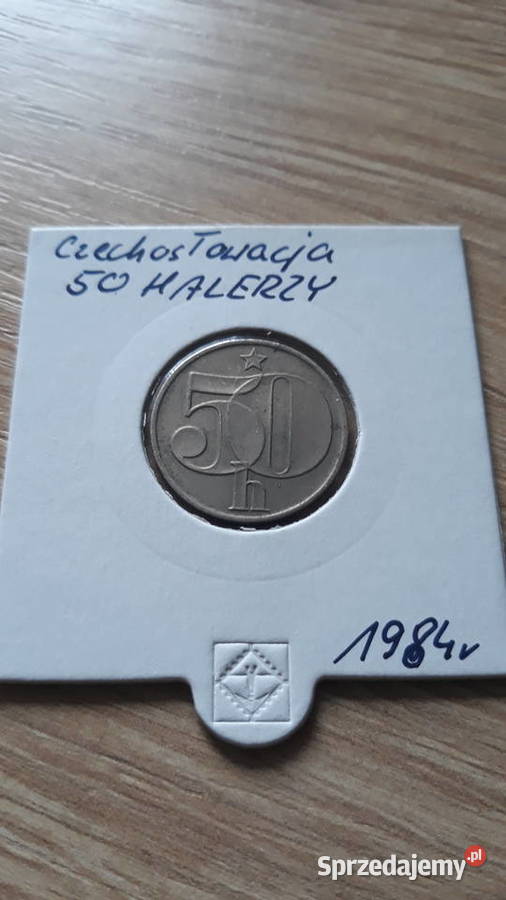 Czechosłowacja
50 HALERZY
50
h
1984r
Sprzedajemy.pl